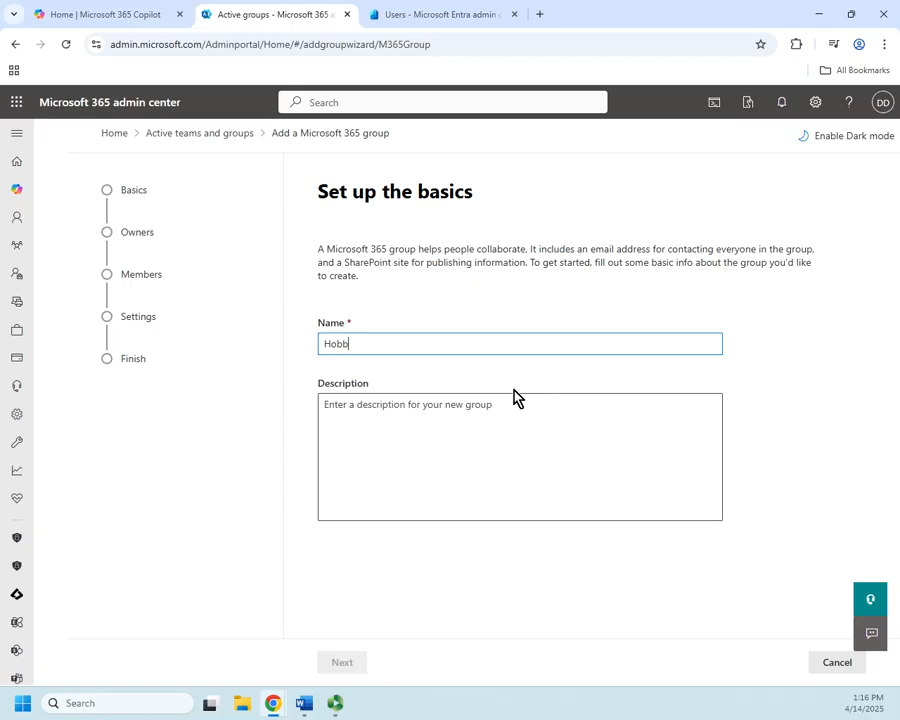 Home | Microsoft 365 Copilot
Active groups - Microsoft 365 a
Users - Microsoft Entra admin c
admin.microsoft.com/Adminportal/Home/#/addgroupwizard/M365Group
All Bookmarks
Microsoft 365 admin center
Search
DD
Home > Active teams and groups > Add a Microsoft 365 group
Enable Dark mode
Basics
Owners
Members
Settings
Finish
Set up the basics
A Microsoft 365 group helps people collaborate. It includes an email address for contacting everyone in the group,
and a SharePoint site for publishing information. To get started, fill out some basic info about the group you'd like
to create.
Name *
Hobb
Description
Enter a description for your new group
Next
Cancel
Search
1:16 PM
4/14/2025